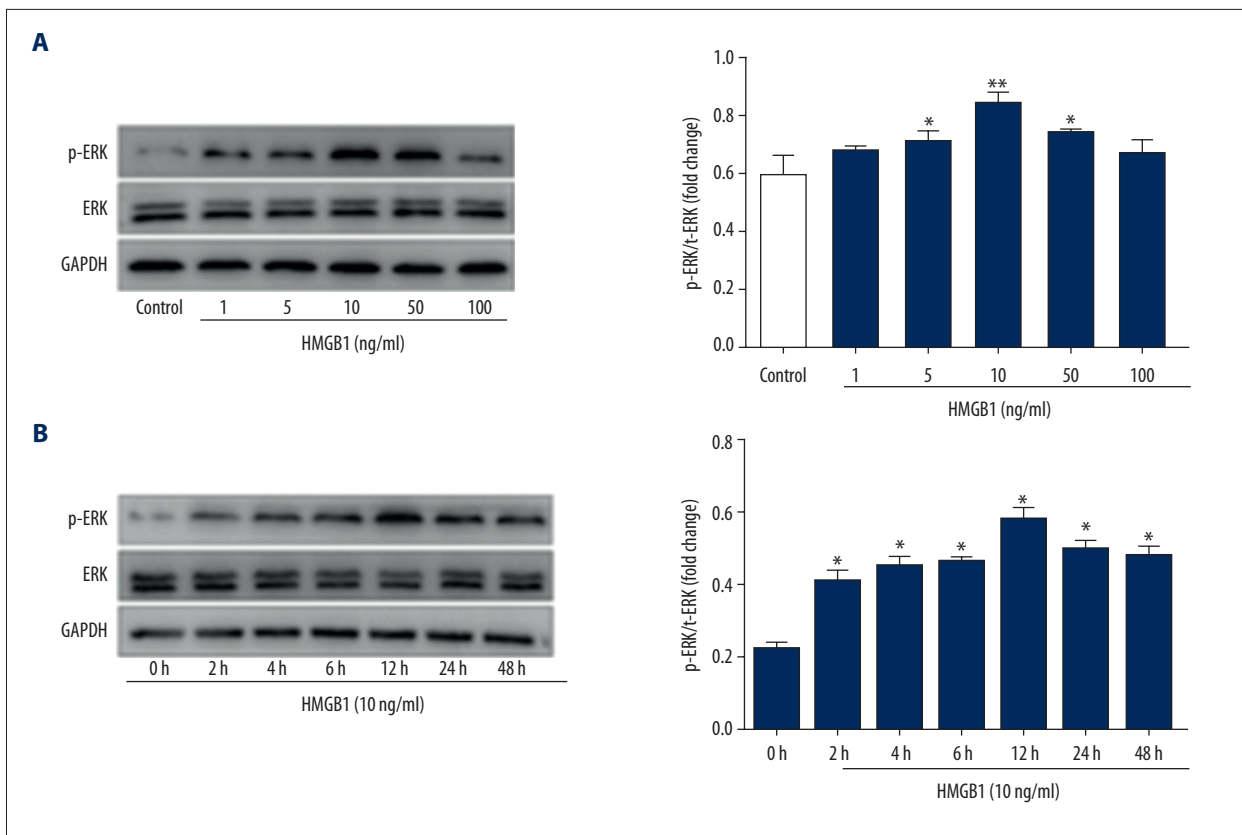 A
p-ERK
ERK
GAPDH
Control 1 5 10 50 100
HMGB1 (ng/ml)
p-ERK/t-ERK (fold change)
1.0
0.8
0.6
0.4
0.2
0.0
* ** *
Control 1 5 10 50 100
HMGB1 (ng/ml)
B
p-ERK
ERK
GAPDH
0 h 2 h 4 h 6 h 12 h 24 h 48 h
HMGB1 (10 ng/ml)
p-ERK/t-ERK (fold change)
0.8
0.6
0.4
0.2
0.0
* * * * * *
0 h 2 h 4 h 6 h 12 h 24 h 48 h
HMGB1 (10 ng/ml)